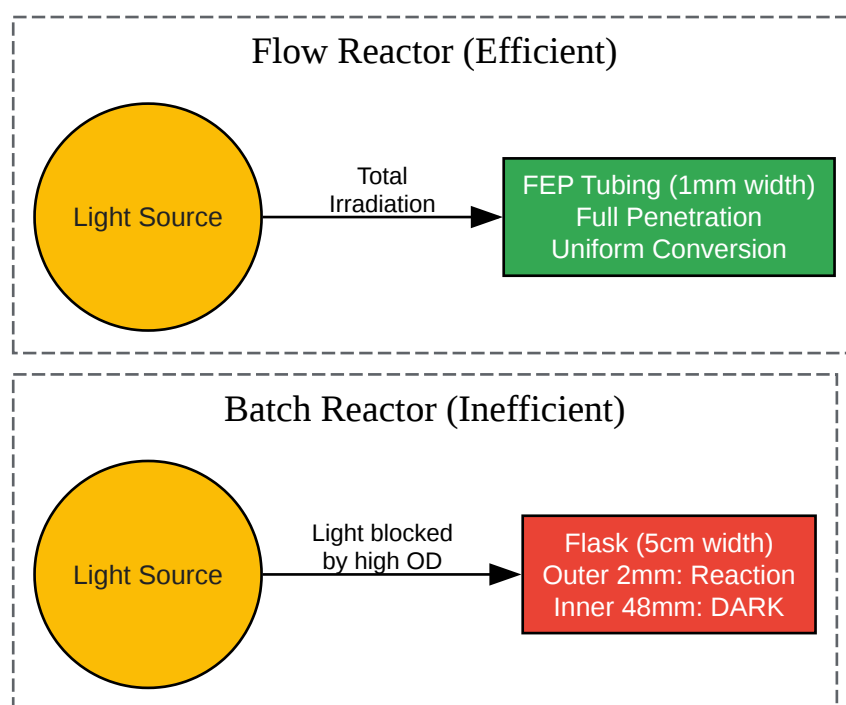 Flow Reactor (Efficient)
Light Source
Total
Irradiation
FEP Tubing (1mm width)
Full Penetration
Uniform Conversion
Batch Reactor (Inefficient)
Light Source
Light blocked
by high OD
Flask (5cm width)
Outer 2mm: Reaction
Inner 48mm: DARK